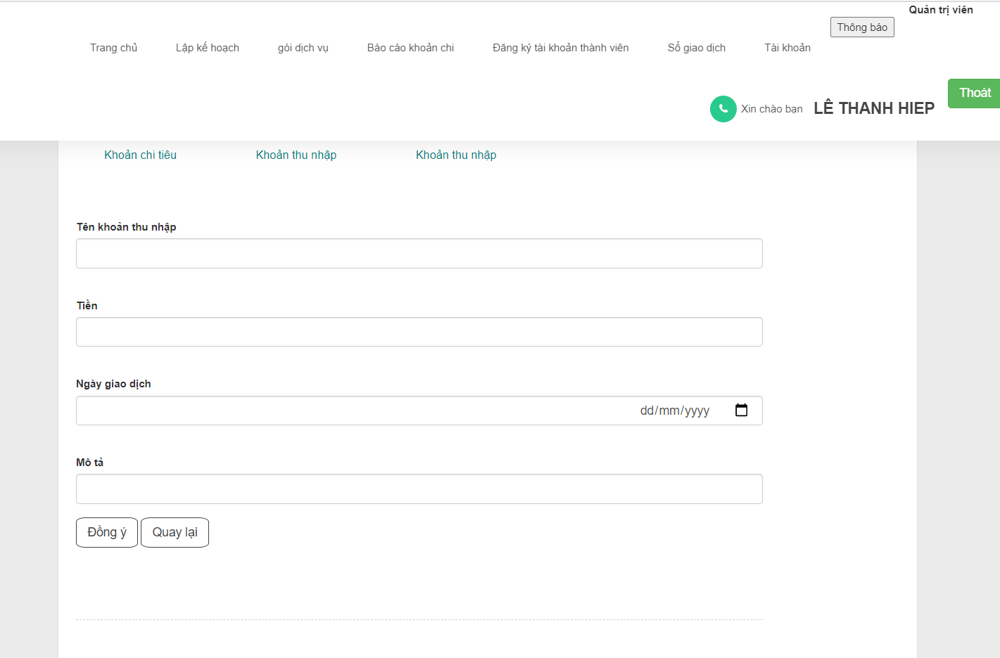 Quản trị viên
Thông báo
Trang chủ Lập kế hoạch gói dịch vụ Báo cáo khoản chi Đăng ký tài khoản thành viên Sổ giao dịch Tài khoản
Thoát
Xin chào bạn LÊ THANH HIEP
Khoản chi tiêu Khoản thu nhập Khoản thu nhập
Tên khoản thu nhập
Tiền
Ngày giao dịch
dd/mm/yyyy
Mô tả
Đồng ý Quay lại